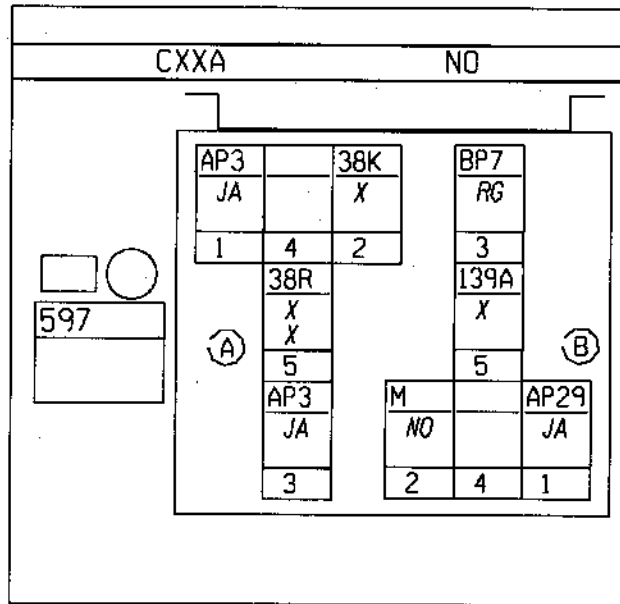 CXXA NO
AP3 38K BP7
JA X RG
1 4 2 3
38R 139A
X X
X
597
A B
5 5
AP3 M AP29
JA NO JA
3 2 4 1